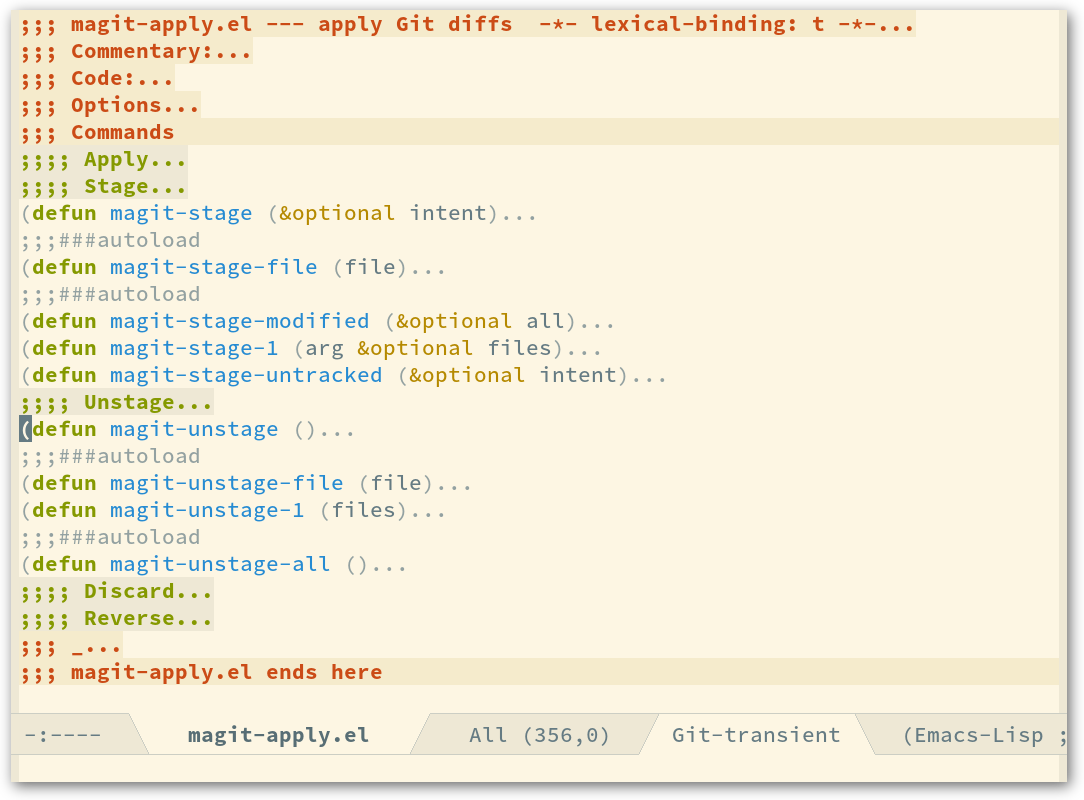 ;;; magit-apply.el --- apply Git diffs  -*- lexical-binding: t -*-...
;;; Commentary:...
;;; Code:...
;;; Options...
;;; Commands
;;;; Apply...
;;;; Stage...
(defun magit-stage (&optional intent)...
;;;###autoload
(defun magit-stage-file (file)...
;;;###autoload
(defun magit-stage-modified (&optional all)...
(defun magit-stage-1 (arg &optional files)...
(defun magit-stage-untracked (&optional intent)...
;;;; Unstage...
(defun magit-unstage ()...
;;;###autoload
(defun magit-unstage-file (file)...
(defun magit-unstage-1 (files)...
;;;###autoload
(defun magit-unstage-all ()...
;;;; Discard...
;;;; Reverse...
;;; _...
;;; magit-apply.el ends here
-:---- magit-apply.el All (356,0) Git-transient (Emacs-Lisp ;